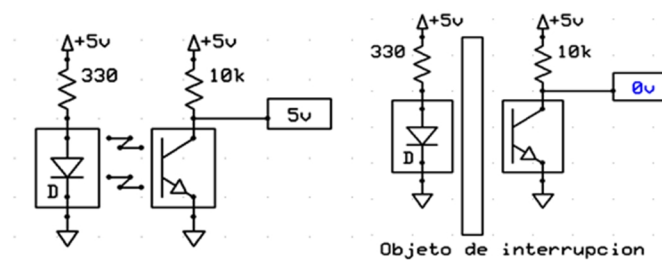 +5v
+5v
330
10k
5v
D
+5v
+5v
330
10k
0v
D
Objeto de interrupcion